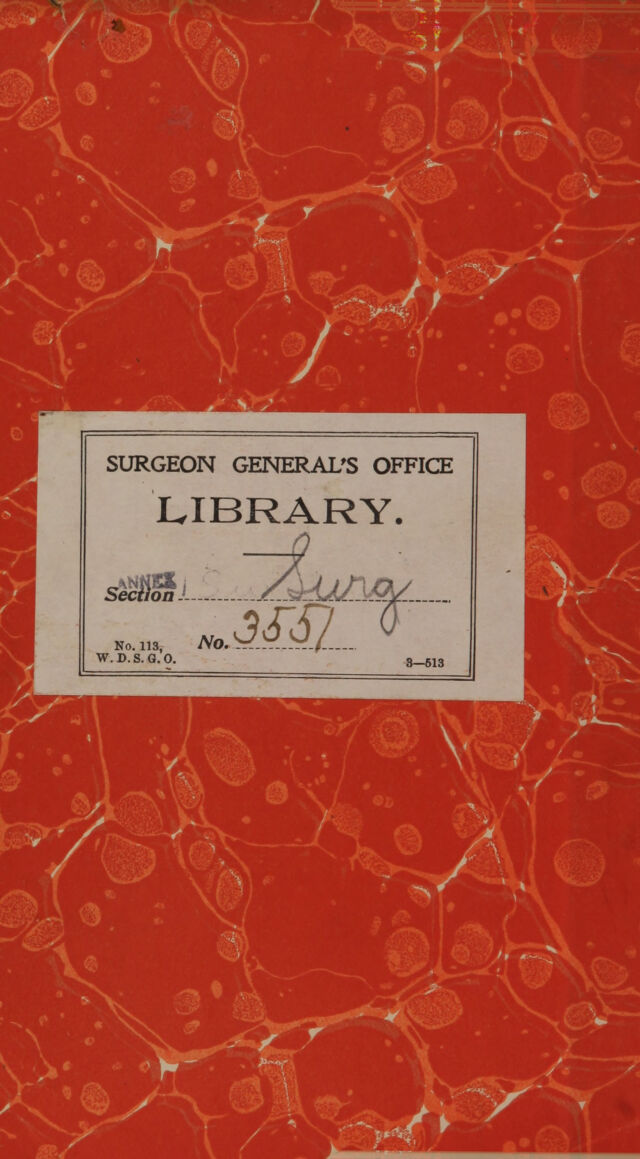 SURGEON GENERAL'S OFFICE
LIBRARY.
ANNEX
Section Surg
No. 3551
No. 113,
W. D. S. G. O.
3—513